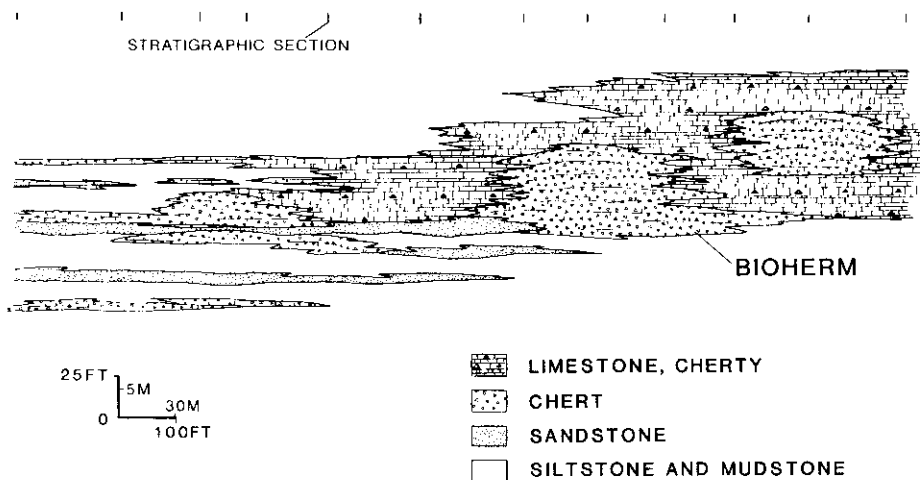 STRATIGRAPHIC SECTION
BIOHERM
25FT
5M
0
30M
100FT
LIMESTONE, CHERTY
CHERT
SANDSTONE
SILTSTONE AND MUDSTONE